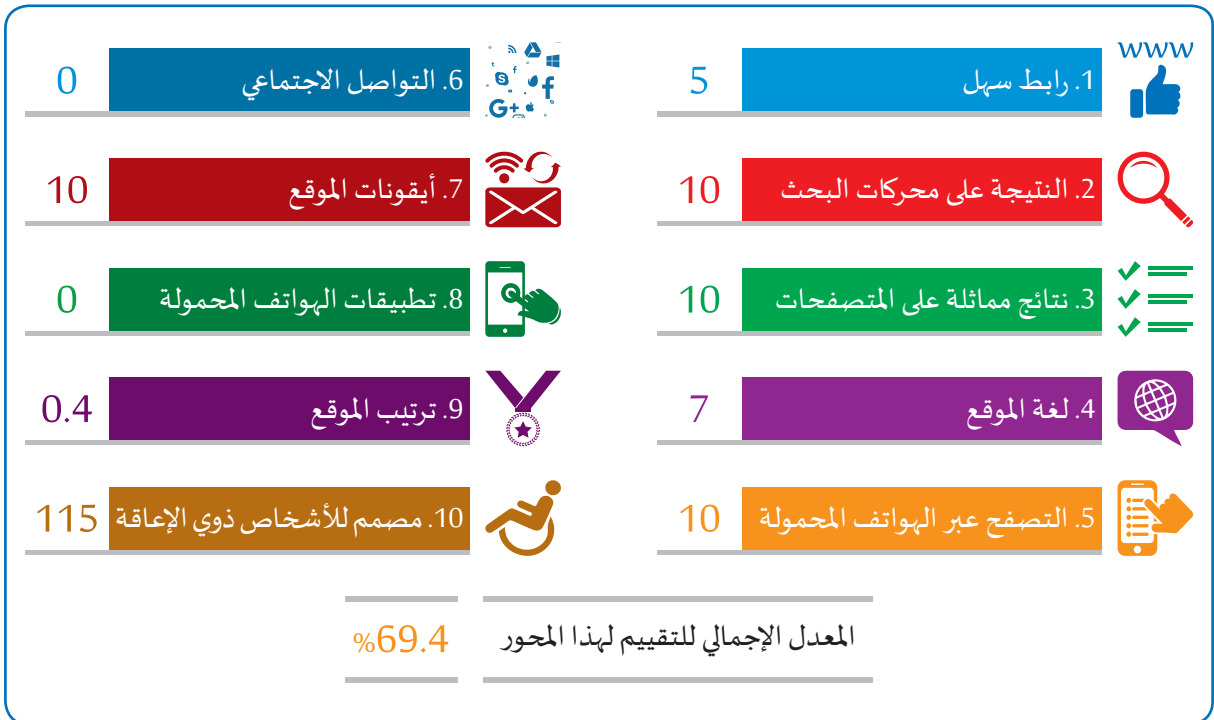 www
1. رابط سهل
5
2. النتيجة على محركات البحث
10
3. نتائج مماثلة على المتصفحات
10
4. لغة الموقع
7
5. التصفح عبر الهواتف المحمولة
10
6. التواصل الاجتماعي
0
7. أيقونات الموقع
10
8. تطبيقات الهواتف المحمولة
0
9. ترتيب الموقع
0.4
10. مصمم للأشخاص ذوي الإعاقة
115
المعدل الإجمالي للتقييم لهذا المحور
%69.4